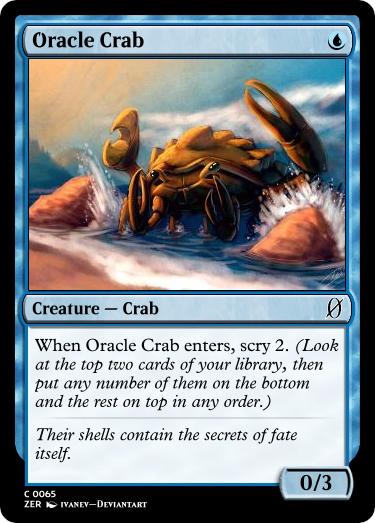 Oracle Crab
Creature — Crab
When Oracle Crab enters, scry 2. (Look
at the top two cards of your library, then
put any number of them on the bottom
and the rest on top in any order.)
Their shells contain the secrets of fate
itself.
0/3
C 0065
ZER IVANEV—DEVIANTART